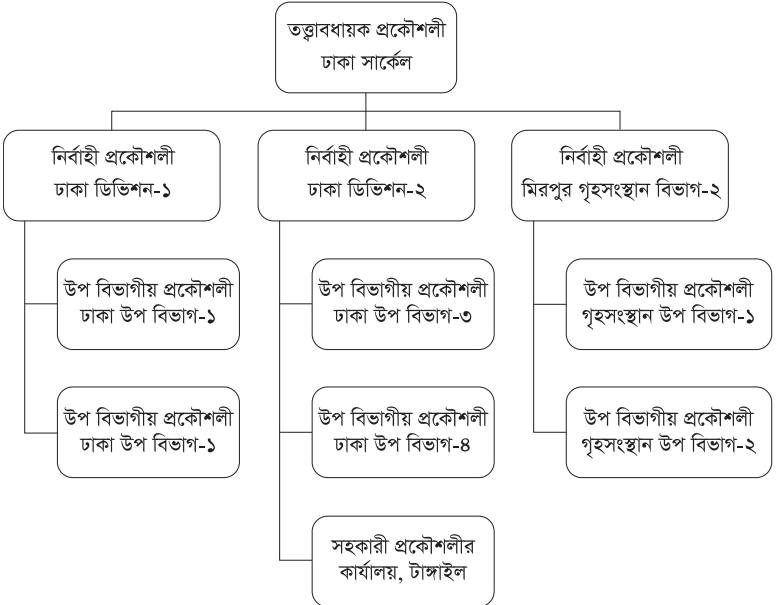 তত্ত্বাবধায়ক প্রকৌশলী
ঢাকা সার্কেল
নির্বাহী প্রকৌশলী
ঢাকা ডিভিশন-১
নির্বাহী প্রকৌশলী
ঢাকা ডিভিশন-২
নির্বাহী প্রকৌশলী
মিরপুর গৃহসংস্থান বিভাগ-২
উপ বিভাগীয় প্রকৌশলী
ঢাকা উপ বিভাগ-১
উপ বিভাগীয় প্রকৌশলী
ঢাকা উপ বিভাগ-৩
উপ বিভাগীয় প্রকৌশলী
গৃহসংস্থান উপ বিভাগ-১
উপ বিভাগীয় প্রকৌশলী
ঢাকা উপ বিভাগ-১
উপ বিভাগীয় প্রকৌশলী
ঢাকা উপ বিভাগ-৪
উপ বিভাগীয় প্রকৌশলী
গৃহসংস্থান উপ বিভাগ-২
সহকারী প্রকৌশলীর
কার্যালয়, টাঙ্গাইল